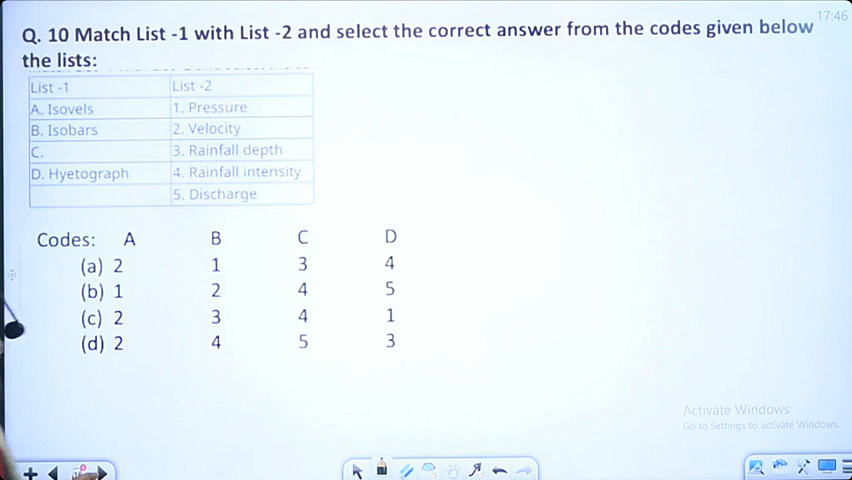 17:46
Q. 10 Match List -1 with List -2 and select the correct answer from the codes given below
the lists:
List -1 List -2
A. Isovels 1. Pressure
B. Isobars 2. Velocity
C. 3. Rainfall depth
D. Hyetograph 4. Rainfall intensity
5. Discharge
Codes: A B C D
(a) 2 1 3 4
(b) 1 2 4 5
(c) 2 3 4 1
(d) 2 4 5 3
Activate Windows
Go to Settings to activate Windows.